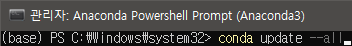 관리자: Anaconda Powershell Prompt (Anaconda3)
(base) PS C:₩Windows₩system32> conda update --all